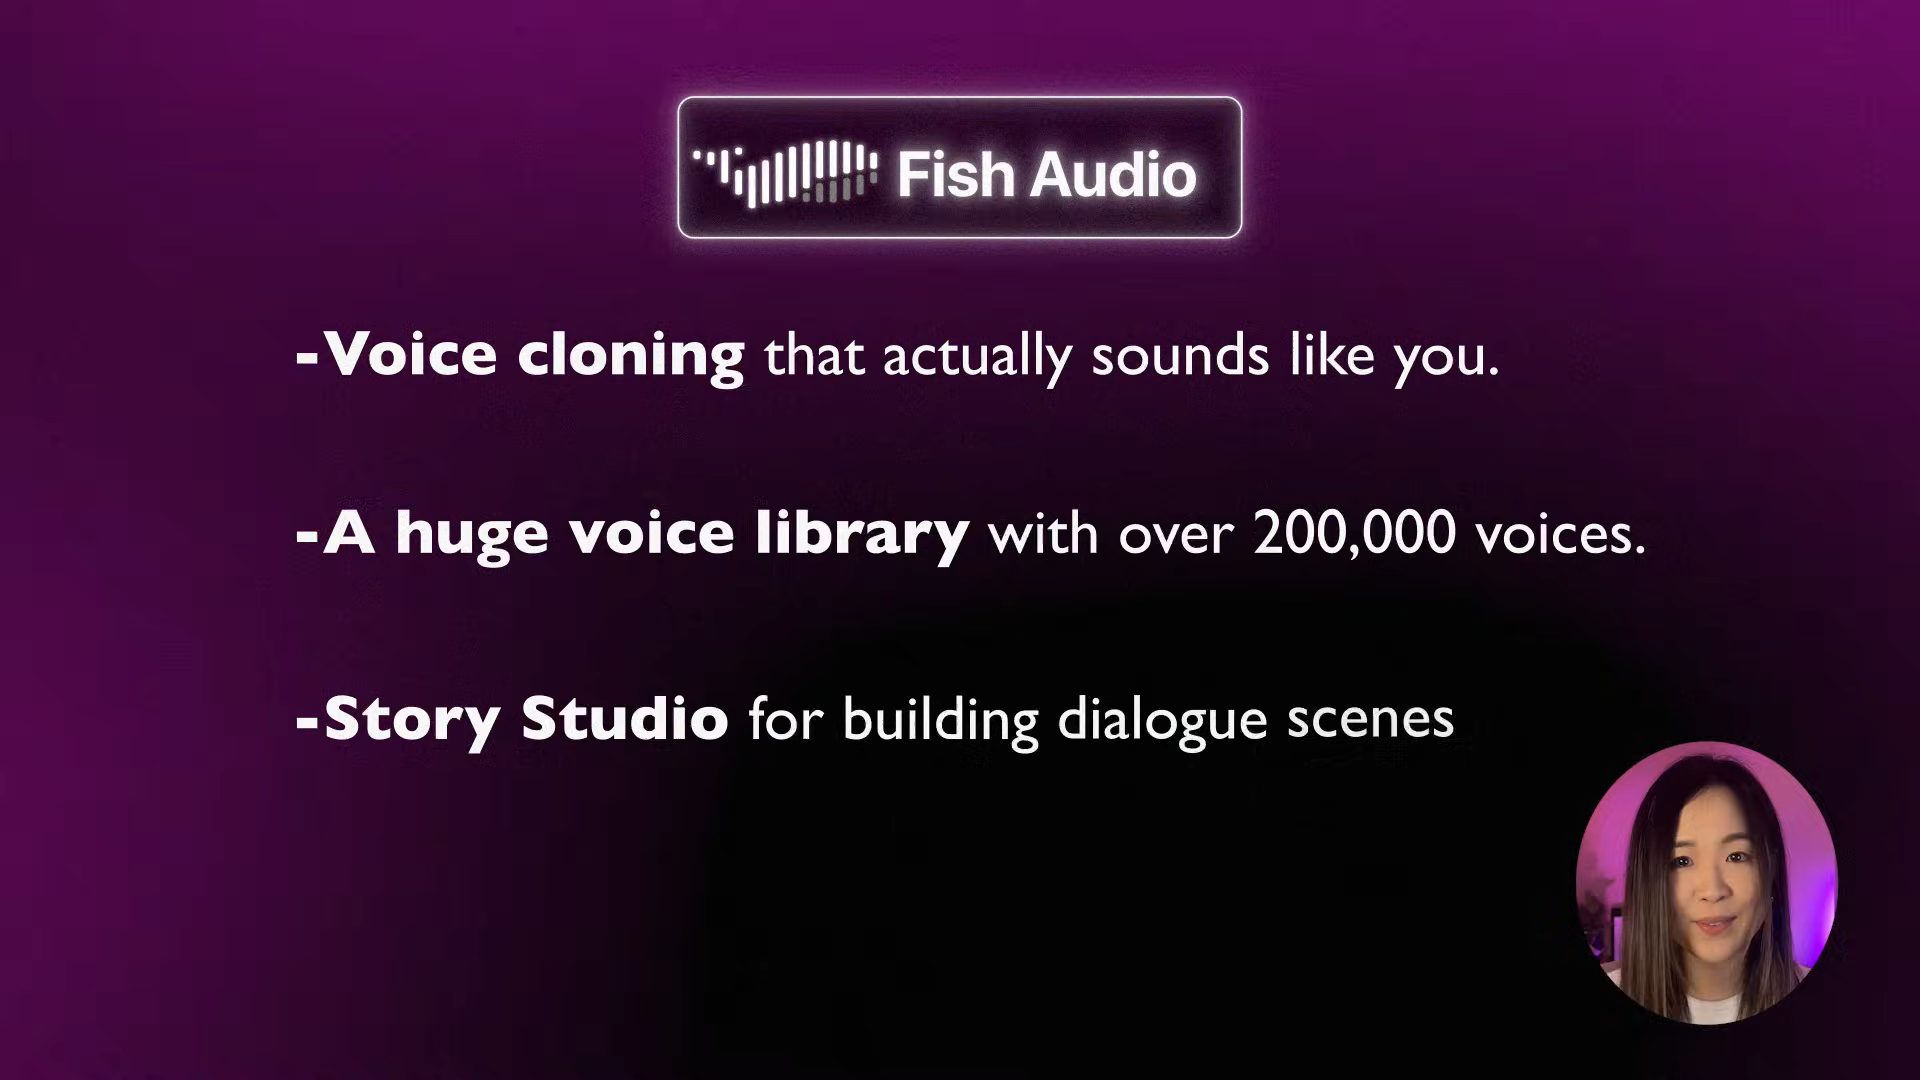 Fish Audio
-Voice cloning that actually sounds like you.
-A huge voice library with over 200,000 voices.
-Story Studio for building dialogue scenes